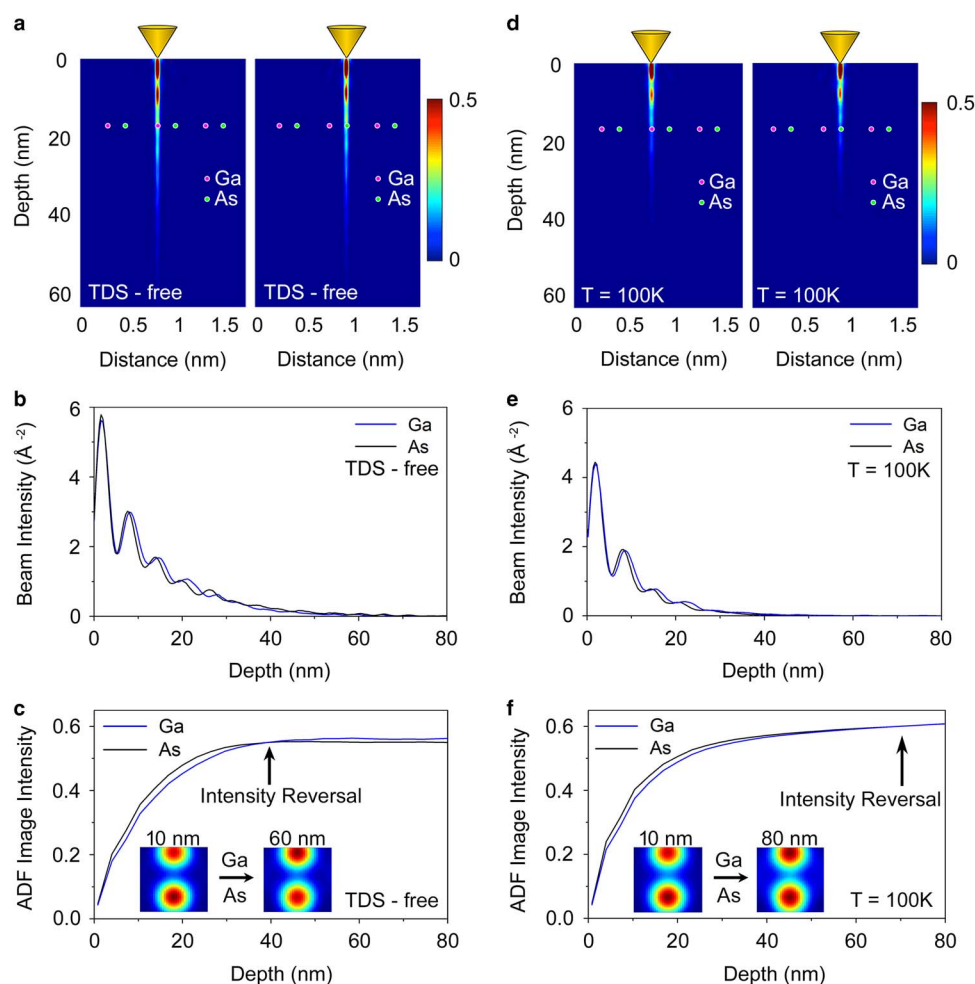 a
0
20
40
60
Depth (nm)
Ga
As
TDS - free
Ga
As
TDS - free
0.5
0
0 0.5 1 1.5
0 0.5 1 1.5
Distance (nm)
Distance (nm)
d
0
20
40
60
Depth (nm)
Ga
As
T = 100K
Ga
As
T = 100K
0.5
0
0 0.5 1 1.5
0 0.5 1 1.5
Distance (nm)
Distance (nm)
b
6
4
2
0
Beam Intensity (Å -2)
Ga
As
TDS - free
0 20 40 60 80
Depth (nm)
e
6
4
2
0
Beam Intensity (Å -2)
Ga
As
T = 100K
0 20 40 60 80
Depth (nm)
c
0.6
0.4
0.2
0.0
ADF Image Intensity
Ga
As
Intensity Reversal
10 nm
60 nm
Ga
As
TDS - free
0 20 40 60 80
Depth (nm)
f
0.6
0.4
0.2
0.0
ADF Image Intensity
Ga
As
Intensity Reversal
10 nm
80 nm
Ga
As
T = 100K
0 20 40 60 80
Depth (nm)